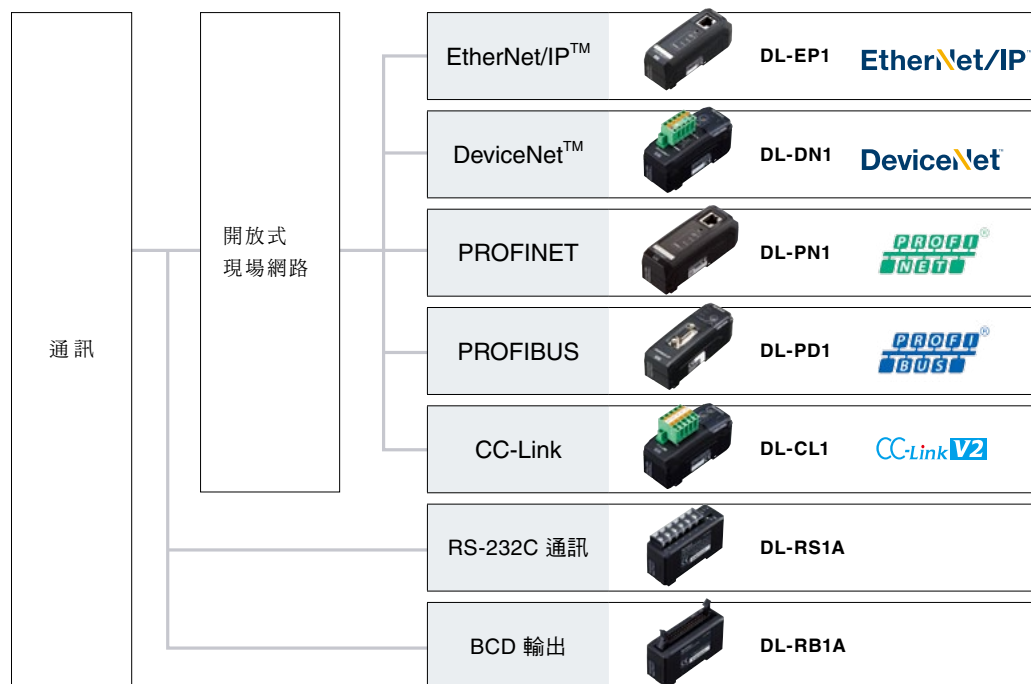 通訊
開放式
現場網路
EtherNet/IP™
DL-EP1
EtherNet/IP™
DeviceNet™
DL-DN1
DeviceNet™
PROFINET
DL-PN1
PROFI®
NET
PROFIBUS
DL-PD1
PROFI®
BUS
CC-Link
DL-CL1
CC-Link V2
RS-232C 通訊
DL-RS1A
BCD 輸出
DL-RB1A